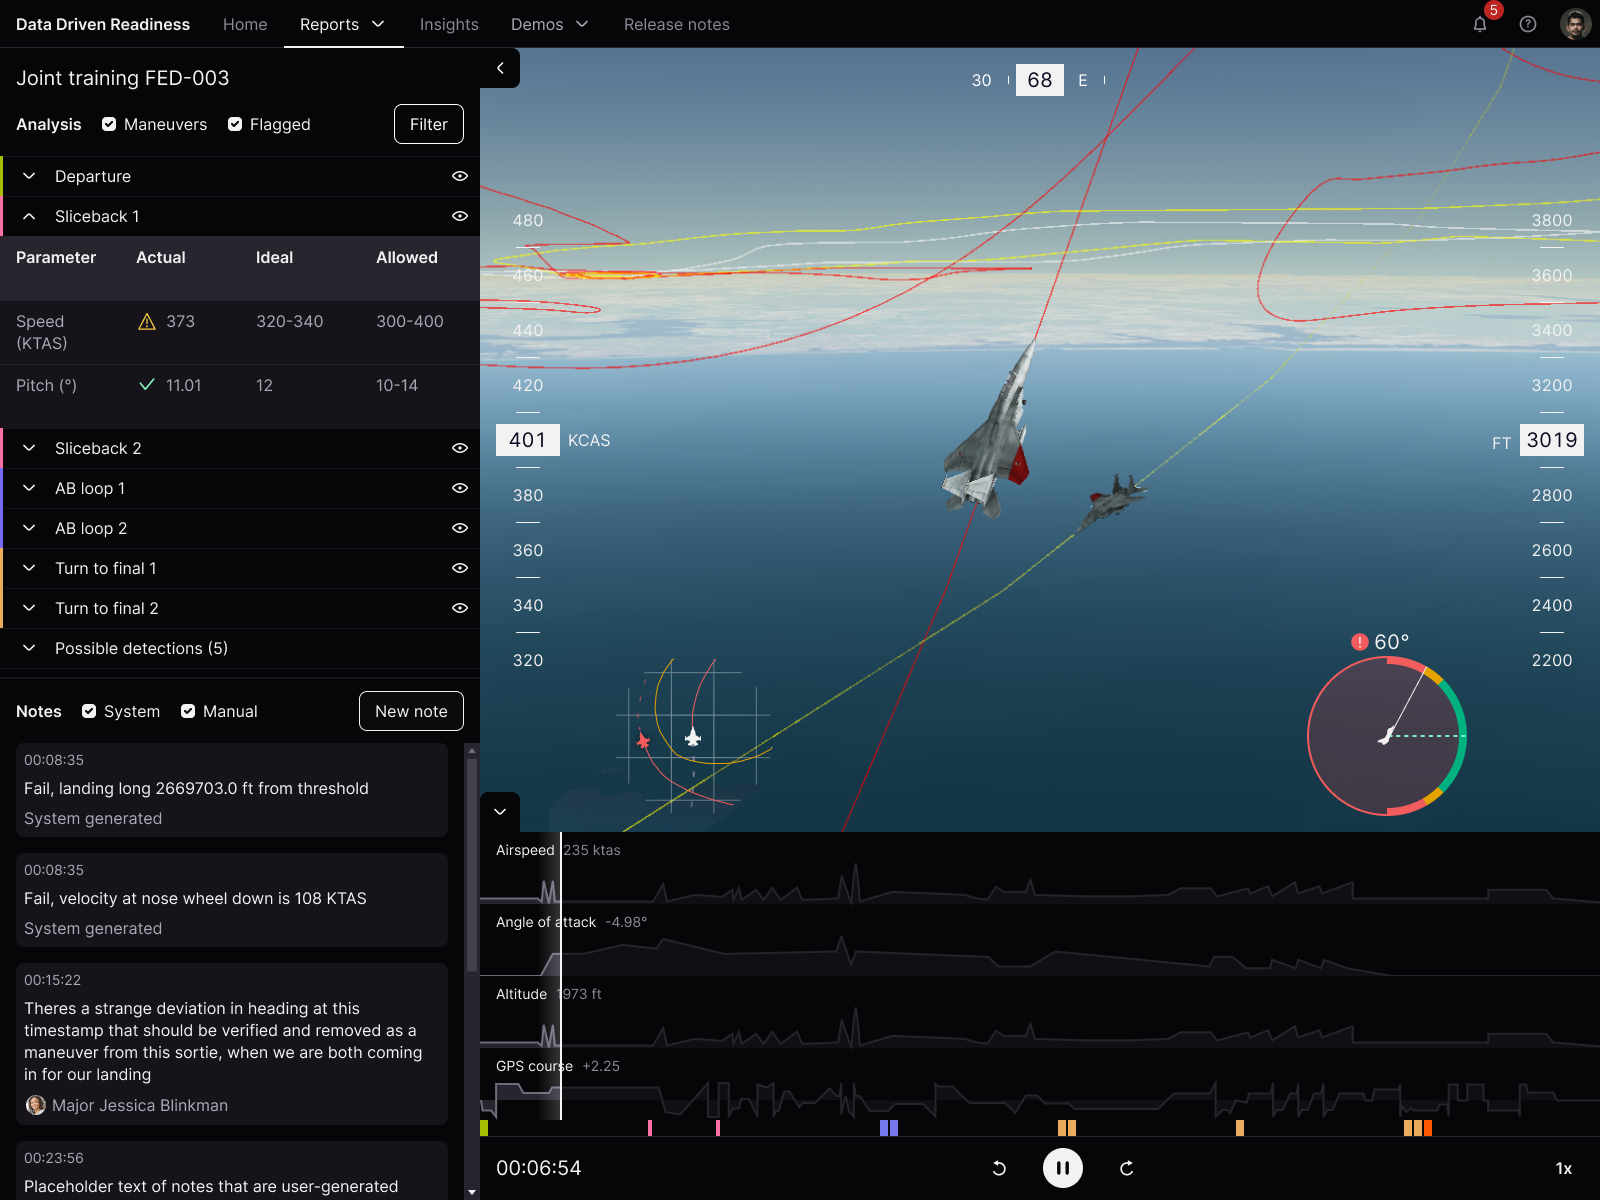 Data Driven Readiness Home Reports Insights Demos Release notes 5
Joint training FED-003
Analysis Maneuvers Flagged Filter
Departure
Sliceback 1
Parameter Actual Ideal Allowed
Speed (KTAS) 373 320-340 300-400
Pitch (°) 11.01 12 10-14
Sliceback 2
AB loop 1
AB loop 2
Turn to final 1
Turn to final 2
Possible detections (5)
Notes System Manual New note
00:08:35
Fail, landing long 2669703.0 ft from threshold
System generated
00:08:35
Fail, velocity at nose wheel down is 108 KTAS
System generated
00:15:22
Theres a strange deviation in heading at this
timestamp that should be verified and removed as a
maneuver from this sortie, when we are both coming
in for our landing
Major Jessica Blinkman
00:23:56
Placeholder text of notes that are user-generated
30 68 E
480
460
440
420
401 KCAS
380
360
340
320
3800
3600
3400
3200
FT 3019
2800
2600
2400
2200
! 60°
Airspeed 235 ktas
Angle of attack -4.98°
Altitude 1973 ft
GPS course +2.25
00:06:54
1x